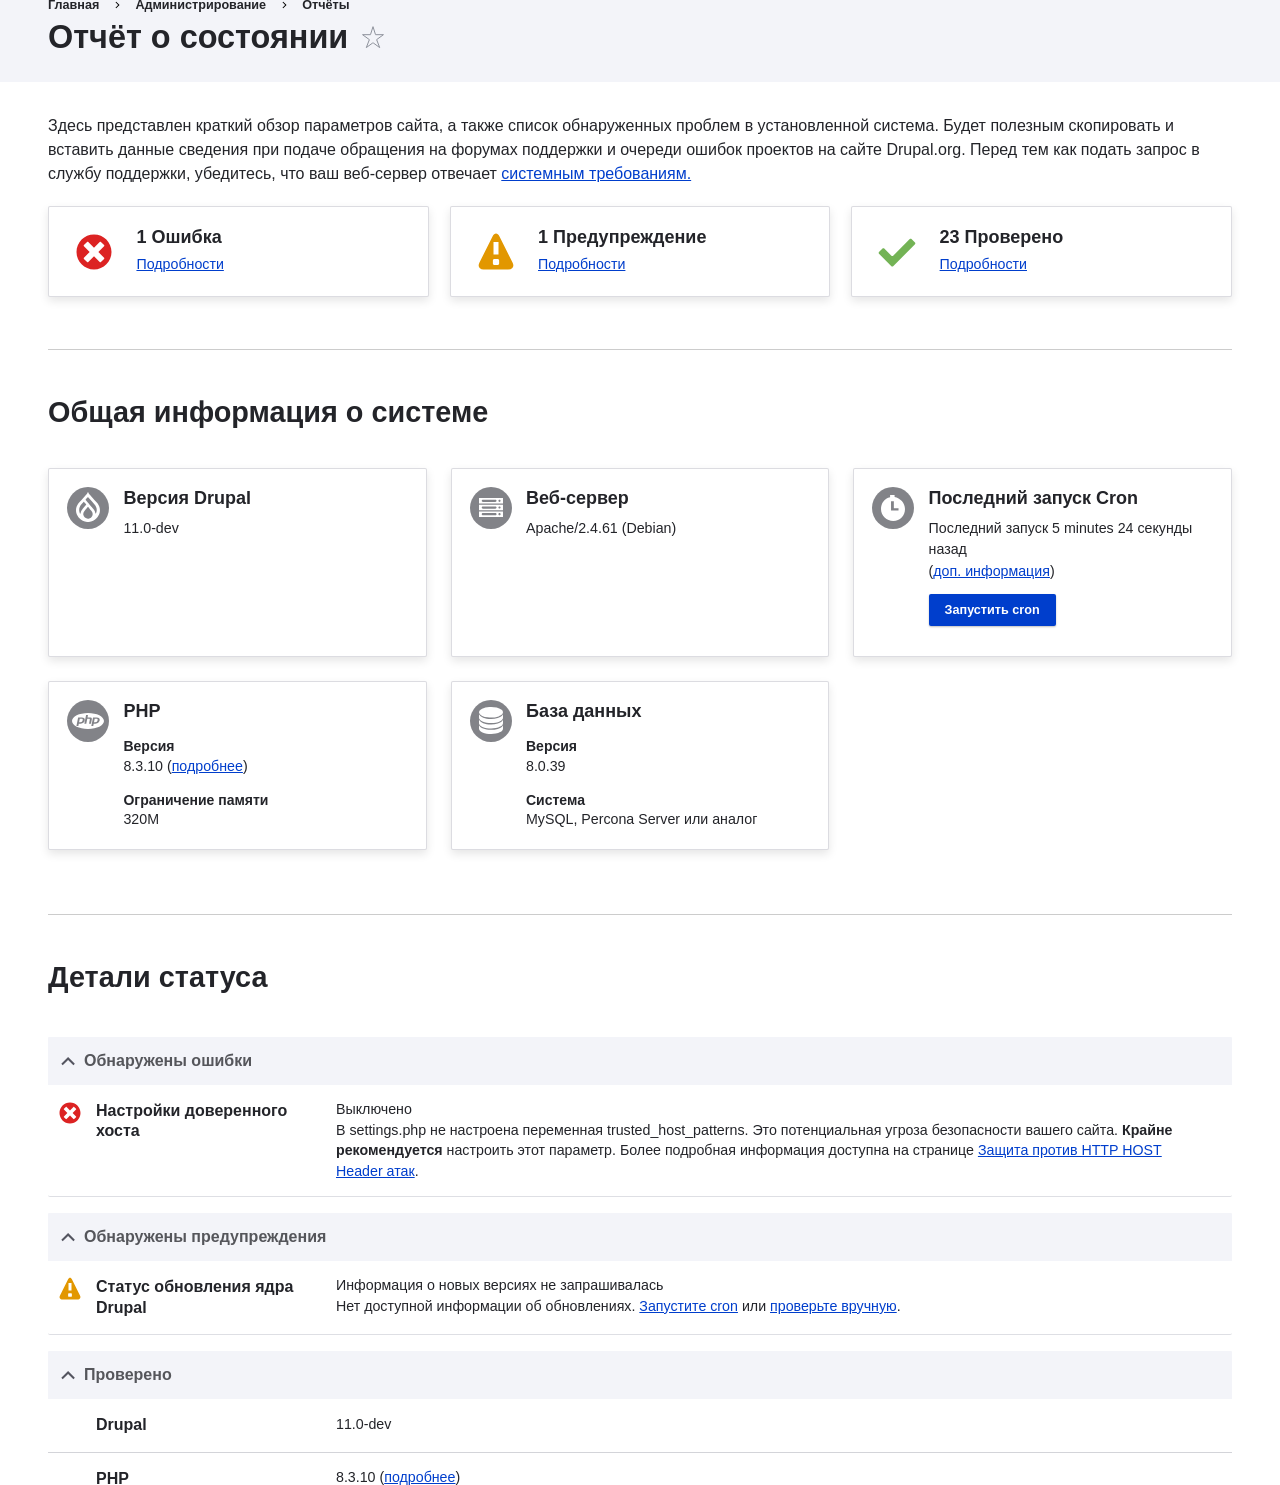 Главная › Администрирование › Отчёты
Отчёт о состоянии ☆
Здесь представлен краткий обзор параметров сайта, а также список обнаруженных проблем в установленной система. Будет полезным скопировать и
вставить данные сведения при подаче обращения на форумах поддержки и очереди ошибок проектов на сайте Drupal.org. Перед тем как подать запрос в
службу поддержки, убедитесь, что ваш веб-сервер отвечает системным требованиям.
1 Ошибка
Подробности
1 Предупреждение
Подробности
23 Проверено
Подробности
Общая информация о системе
Версия Drupal
11.0-dev
Веб-сервер
Apache/2.4.61 (Debian)
Последний запуск Cron
Последний запуск 5 minutes 24 секунды
назад
(доп. информация)
Запустить cron
php
PHP
Версия
8.3.10 (подробнее)
Ограничение памяти
320M
База данных
Версия
8.0.39
Система
MySQL, Percona Server или аналог
Детали статуса
Обнаружены ошибки
Настройки доверенного
хоста
Выключено
В settings.php не настроена переменная trusted_host_patterns. Это потенциальная угроза безопасности вашего сайта. Крайне
рекомендуется настроить этот параметр. Более подробная информация доступна на странице Защита против HTTP HOST
Header атак.
Обнаружены предупреждения
Статус обновления ядра
Drupal
Информация о новых версиях не запрашивалась
Нет доступной информации об обновлениях. Запустите cron или проверьте вручную.
Проверено
Drupal
11.0-dev
PHP
8.3.10 (подробнее)